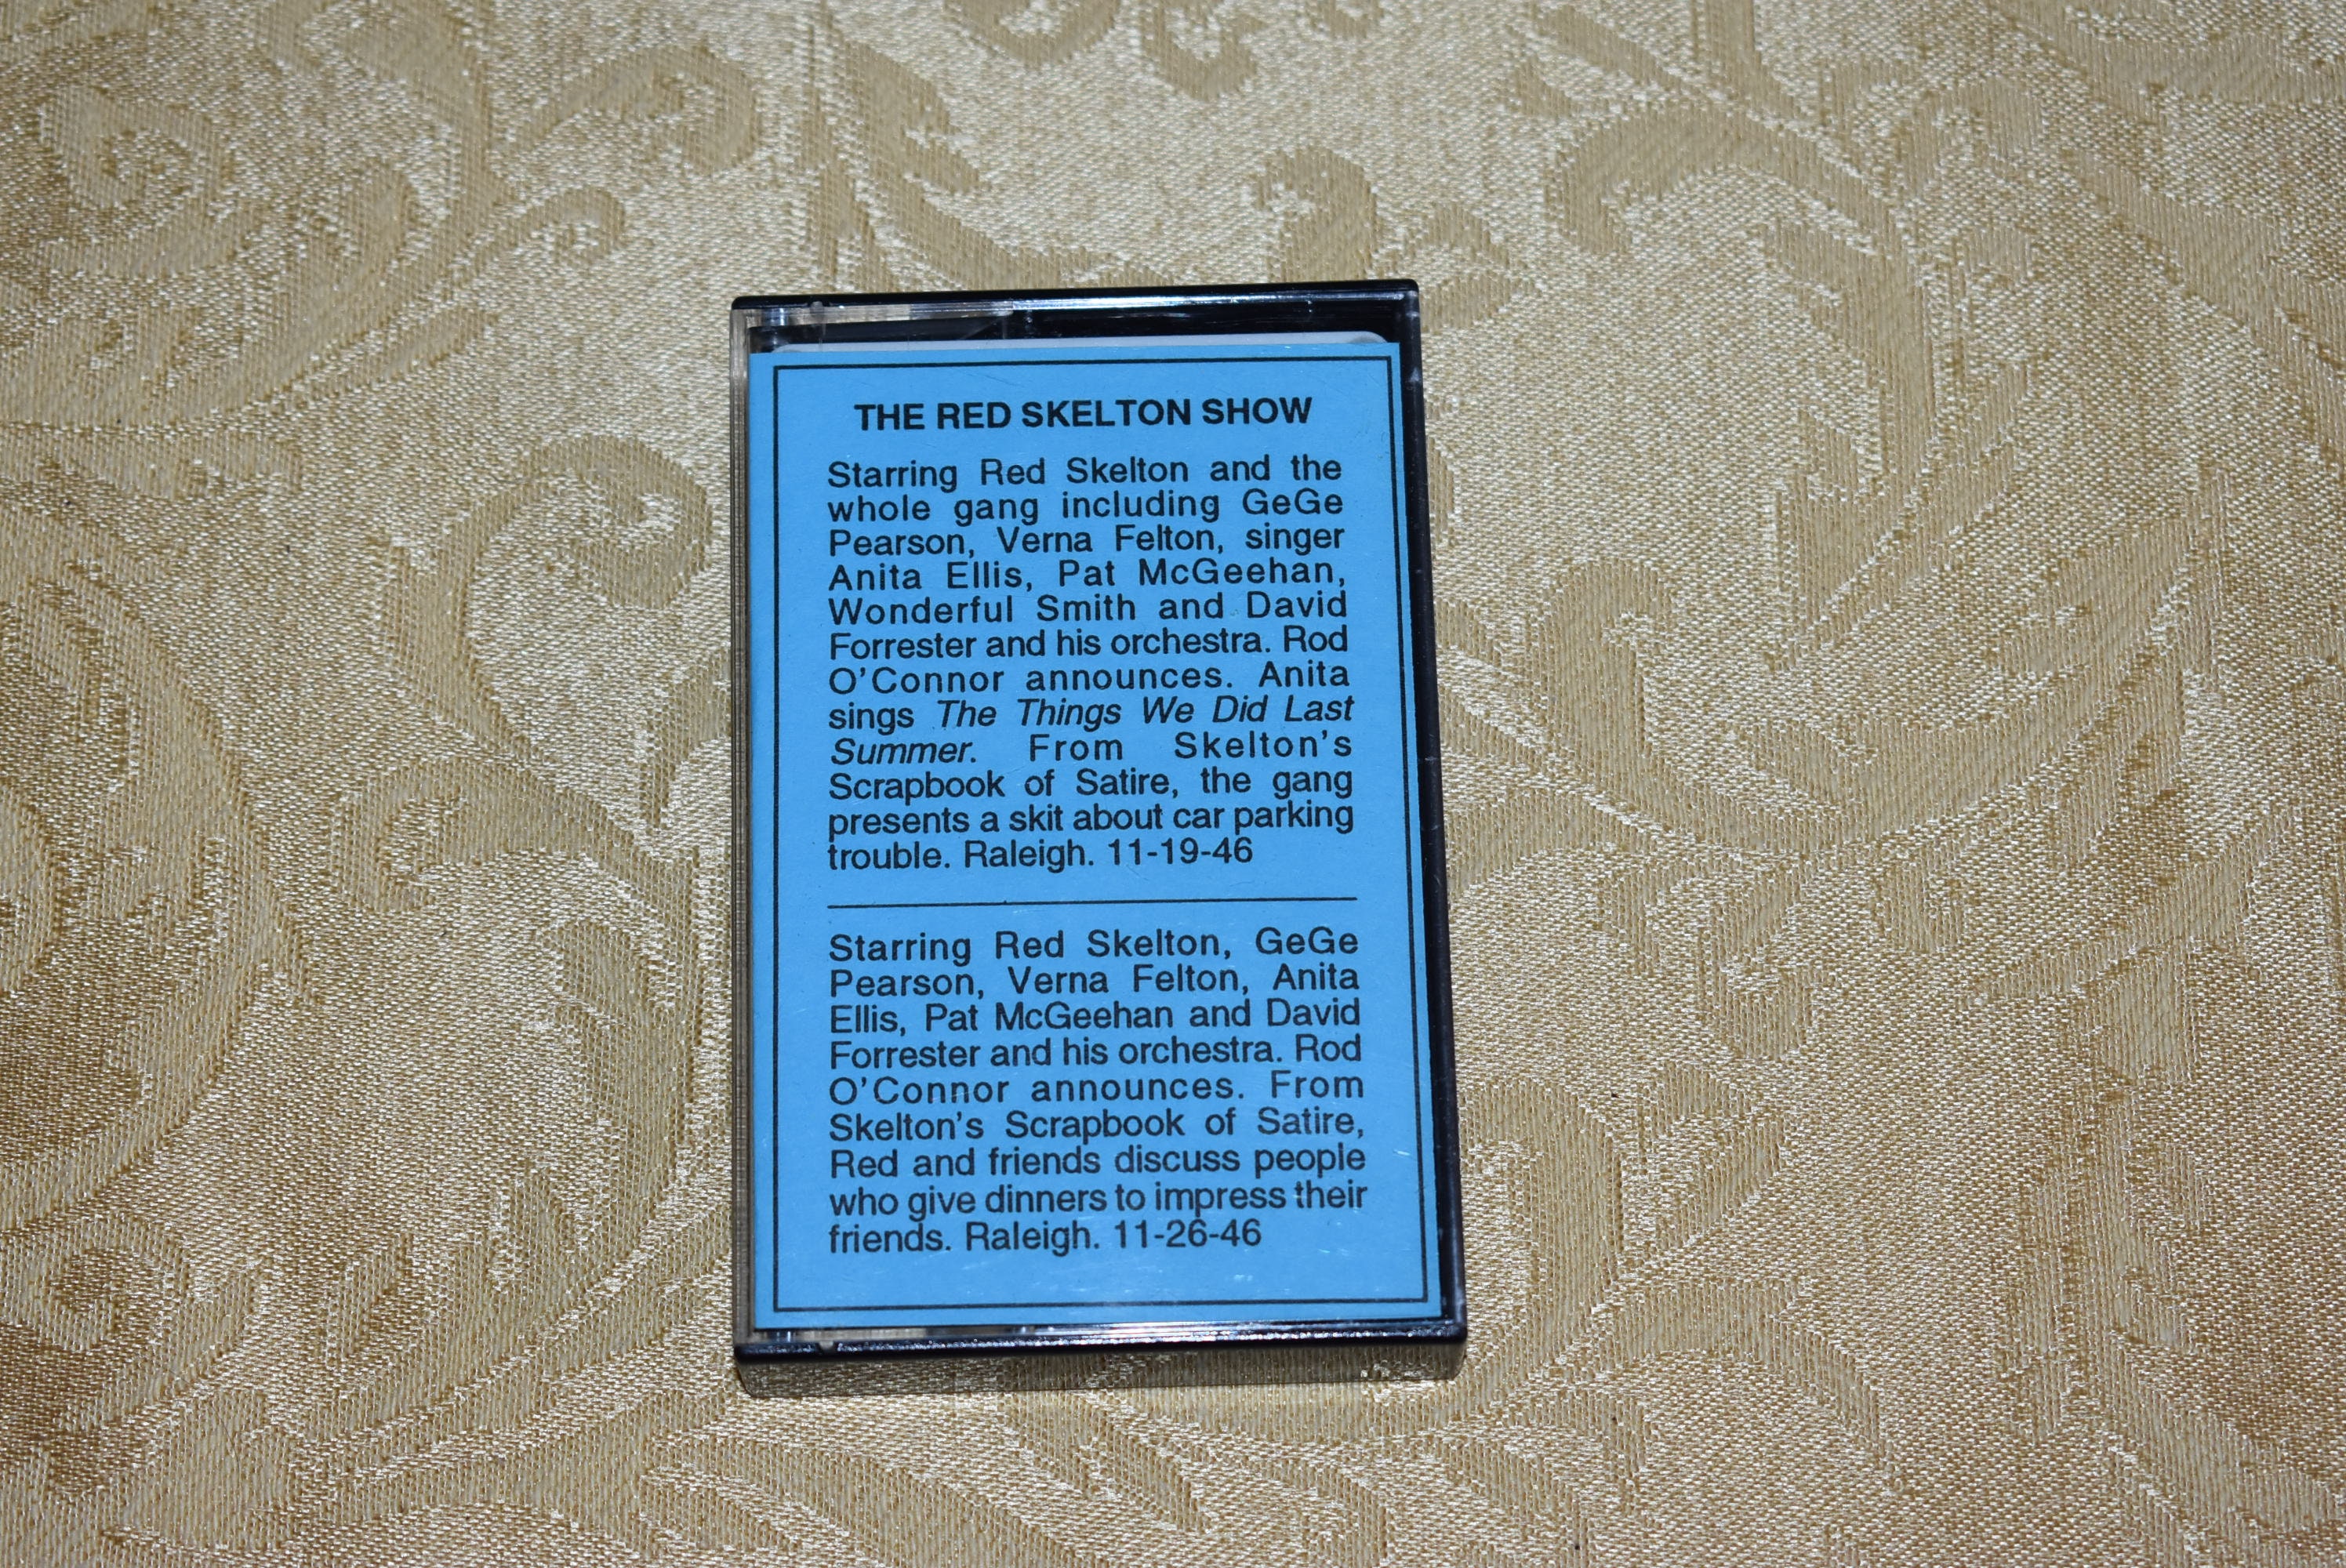 THE RED SKELTON SHOW
Starring Red Skelton and the
whole gang including GeGe
Pearson, Verna Felton, singer
Anita Ellis, Pat McGeehan,
Wonderful Smith and David
Forrester and his orchestra. Rod
O'Connor announces. Anita
sings The Things We Did Last
Summer. From Skelton's
Scrapbook of Satire, the gang
presents a skit about car parking
trouble. Raleigh. 11-19-46
Starring Red Skelton, GeGe
Pearson, Verna Felton, Anita
Ellis, Pat McGeehan and David
Forrester and his orchestra. Rod
O'Connor announces. From
Skelton's Scrapbook of Satire,
Red and friends discuss people
who give dinners to impress their
friends. Raleigh. 11-26-46